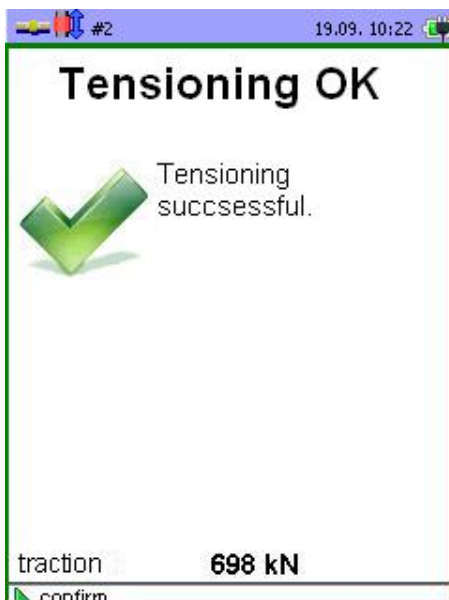 #2 19.09. 10:22
Tensioning OK
Tensioning
succsessful.
traction 698 kN
confirm